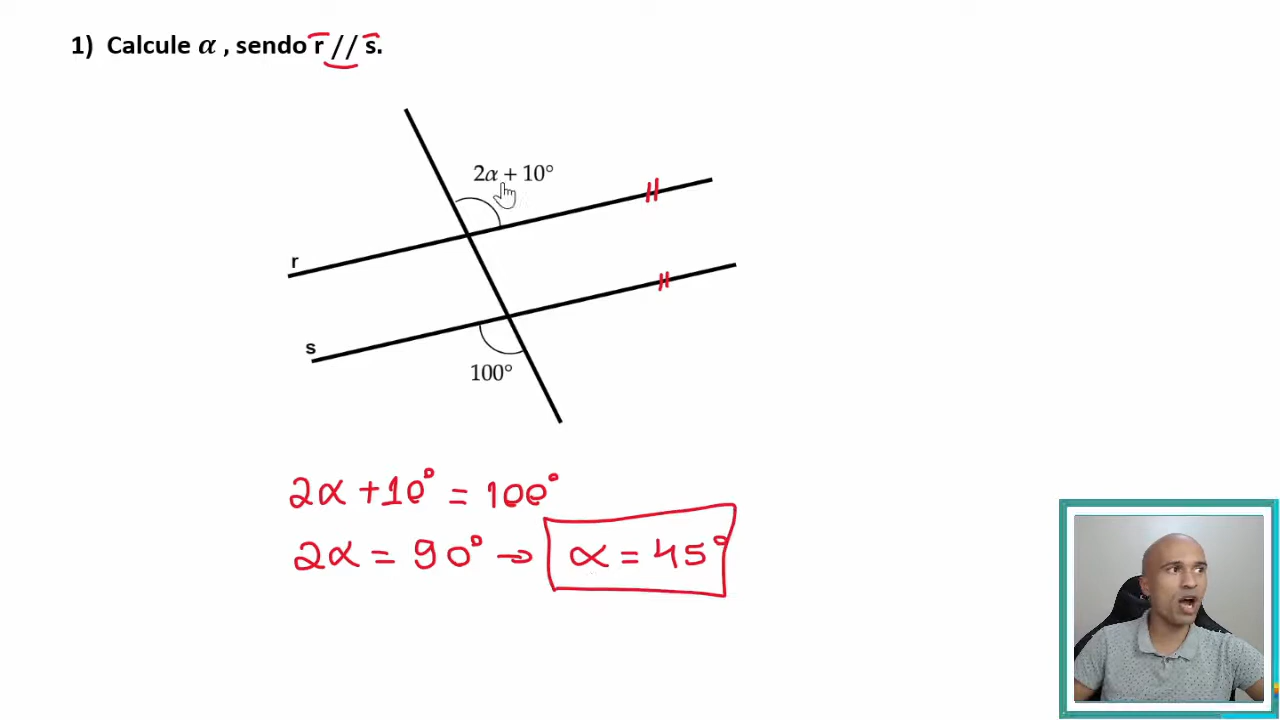 1) Calcule α , sendo r // s.
2α + 10°
r
s
100°
2α + 10° = 100°
2α = 90° → α = 45°